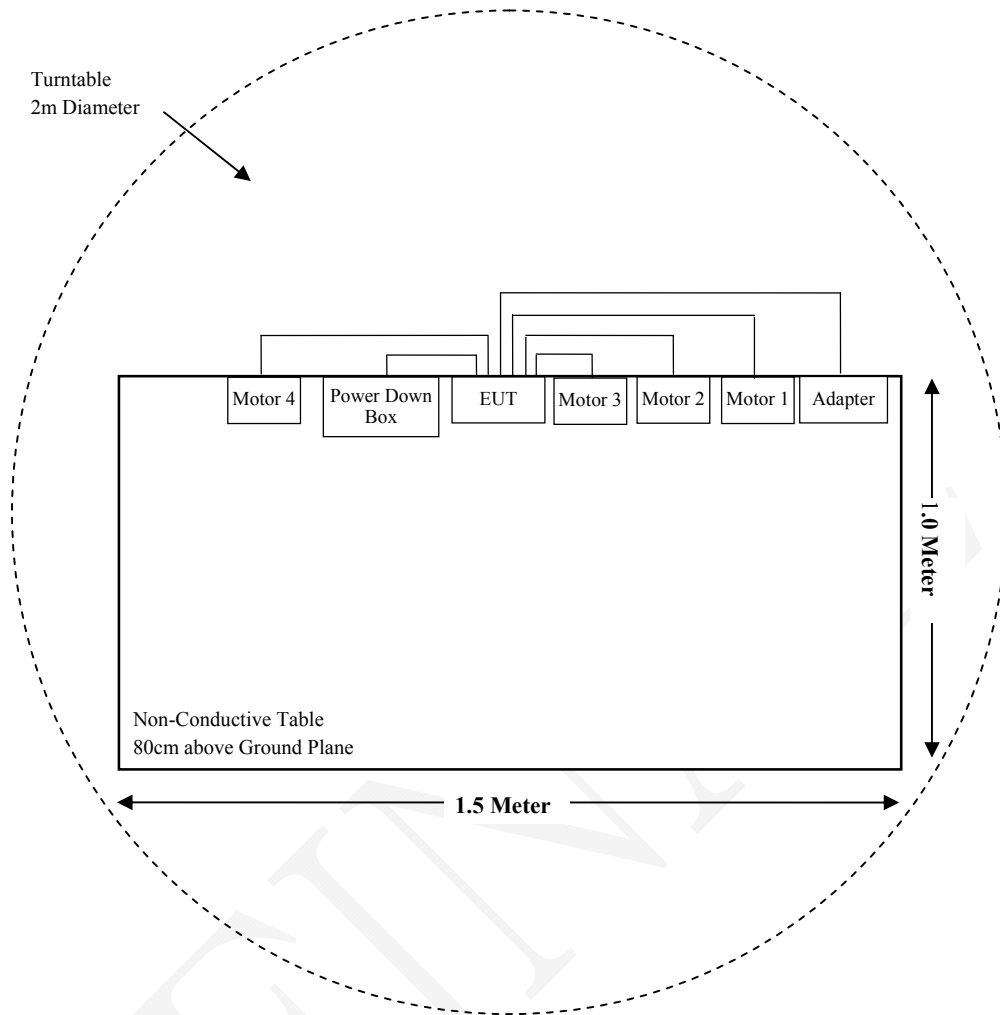 Turntable
2m Diameter
Motor 4
Power Down
Box
EUT
Motor 3
Motor 2
Motor 1
Adapter
1.0 Meter
Non-Conductive Table
80cm above Ground Plane
1.5 Meter